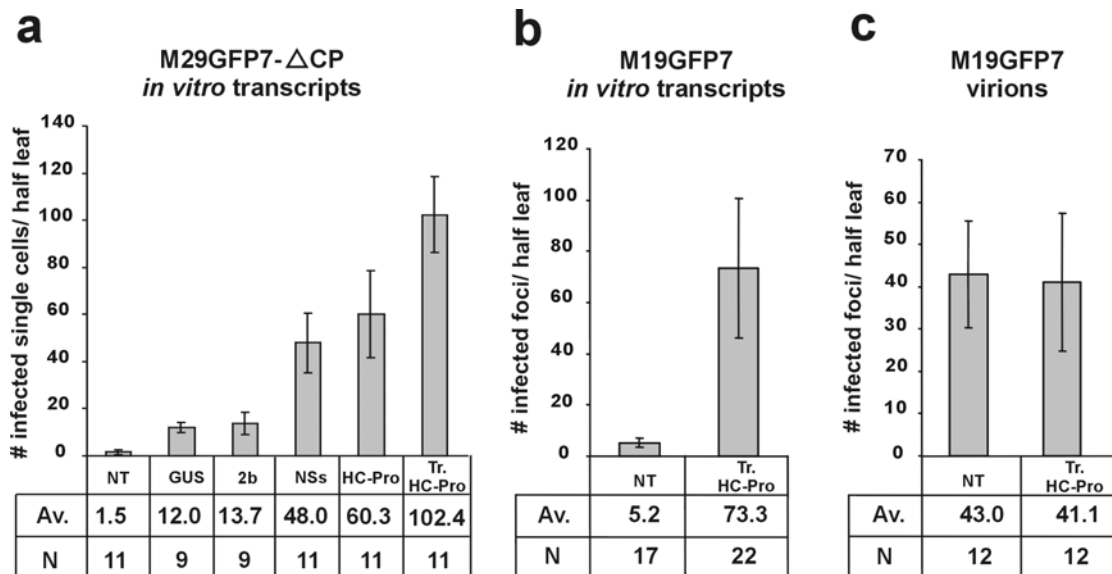 a
M29GFP7-△CP
in vitro transcripts
# infected single cells/ half leaf
140
120
100
80
60
40
20
0
NT GUS 2b NSs HC-Pro Tr. HC-Pro
Av. 1.5 12.0 13.7 48.0 60.3 102.4
N 11 9 9 11 11 11
b
M19GFP7
in vitro transcripts
# infected foci/ half leaf
120
100
80
60
40
20
0
NT Tr. HC-Pro
5.2 73.3
17 22
c
M19GFP7
virions
# infected foci/ half leaf
70
60
50
40
30
20
10
0
NT Tr. HC-Pro
43.0 41.1
12 12